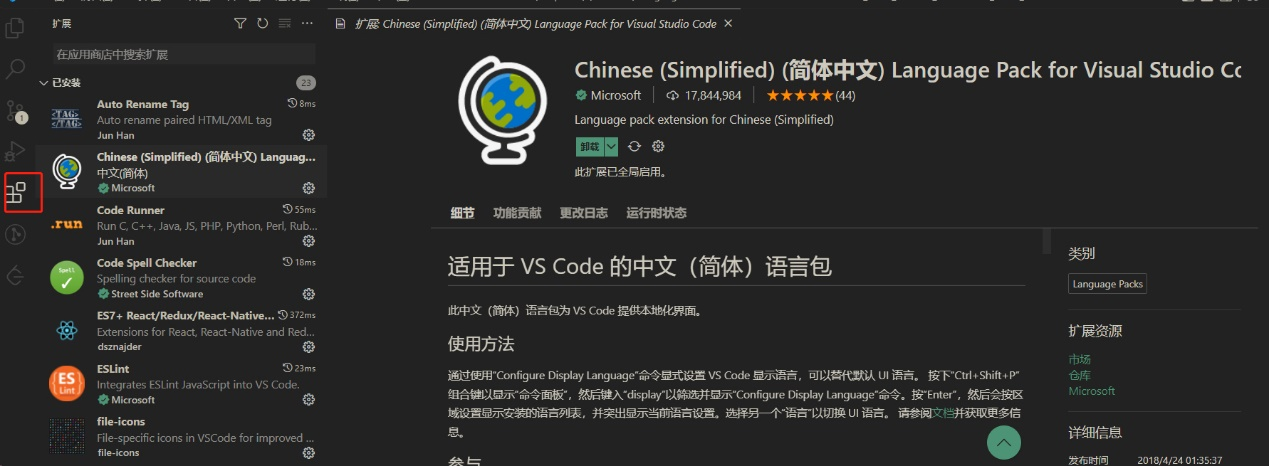 扩展
扩展: Chinese (Simplified) (简体中文) Language Pack for Visual Studio Code
在应用商店中搜索扩展
已安装
23
Auto Rename Tag
8ms
Auto rename paired HTML/XML tag
Jun Han
Chinese (Simplified) (简体中文) Languag...
中文(简体)
Microsoft
Code Runner
55ms
Run C, C++, Java, JS, PHP, Python, Perl, Rub...
Jun Han
Code Spell Checker
18ms
Spelling checker for source code
Street Side Software
ES7+ React/Redux/React-Native...
372ms
Extensions for React, React-Native and Red...
dsznajder
ESLint
23ms
Integrates ESLint JavaScript into VS Code.
Microsoft
file-icons
File-specific icons in VSCode for improved ...
file-icons
1
<TAG>
</TAG>
.run
Spell
ES
Lint
Chinese (Simplified) (简体中文) Language Pack for Visual Studio Co
Microsoft
17,844,984
(44)
Language pack extension for Chinese (Simplified)
卸载
此扩展已全局启用。
细节 功能贡献 更改日志 运行时状态
适用于 VS Code 的中文（简体）语言包
此中文（简体）语言包为 VS Code 提供本地化界面。
使用方法
通过使用“Configure Display Language”命令显式设置 VS Code 显示语言，可以替代默认 UI 语言。 按下“Ctrl+Shift+P”
组合键以显示“命令面板”，然后键入“display”以筛选并显示“Configure Display Language”命令。按“Enter”，然后会按区
域设置显示安装的语言列表，并突出显示当前语言设置。选择另一个“语言”以切换 UI 语言。 请参阅文档并获取更多信
息。
参与
类别
Language Packs
扩展资源
市场
仓库
Microsoft
详细信息
发布时间 2018/4/24 01:35:37